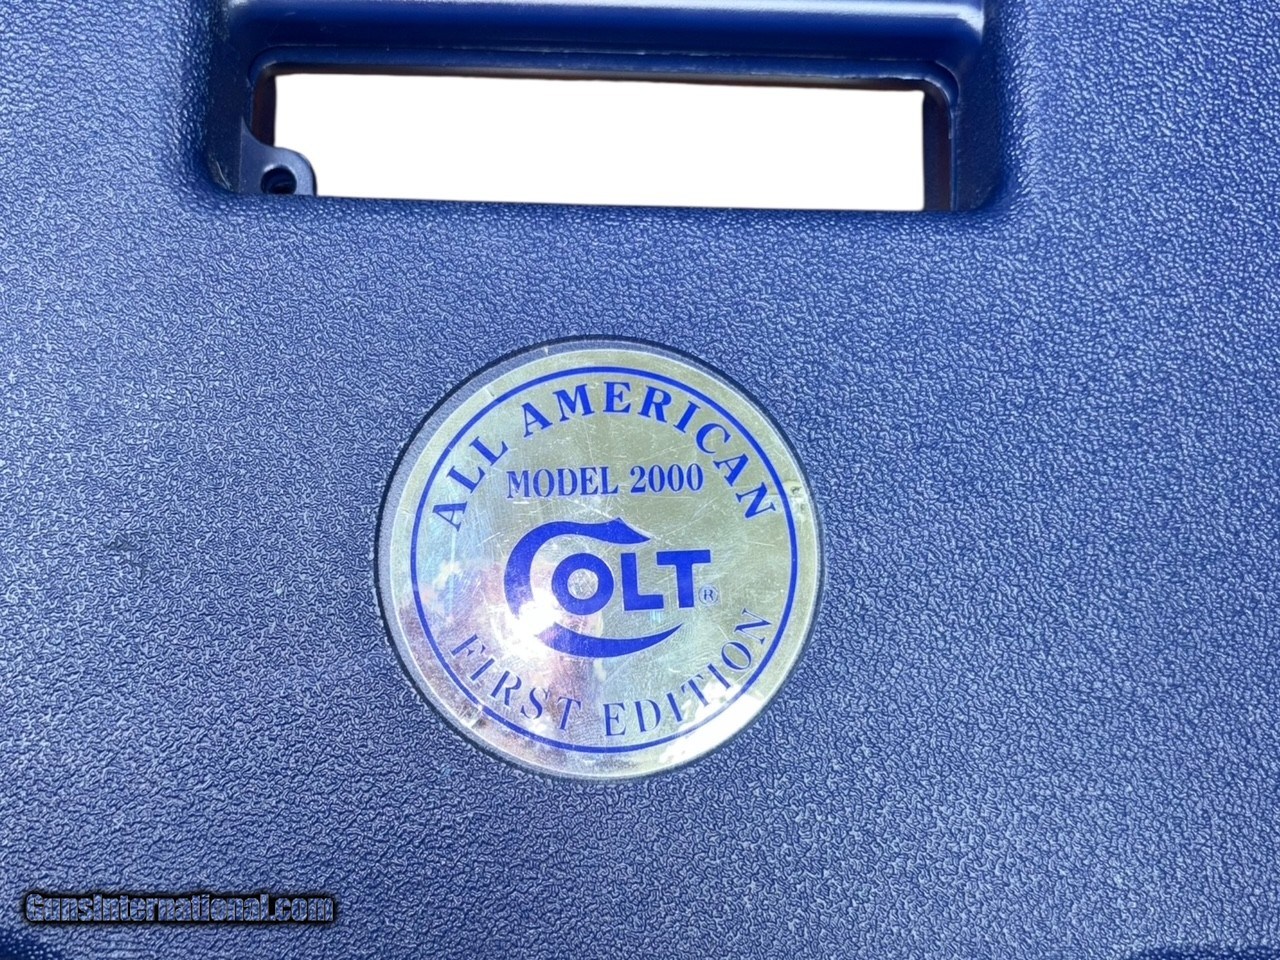 ALL AMERICAN
MODEL 2000
COLT®
FIRST EDITION
GunsInternational.com